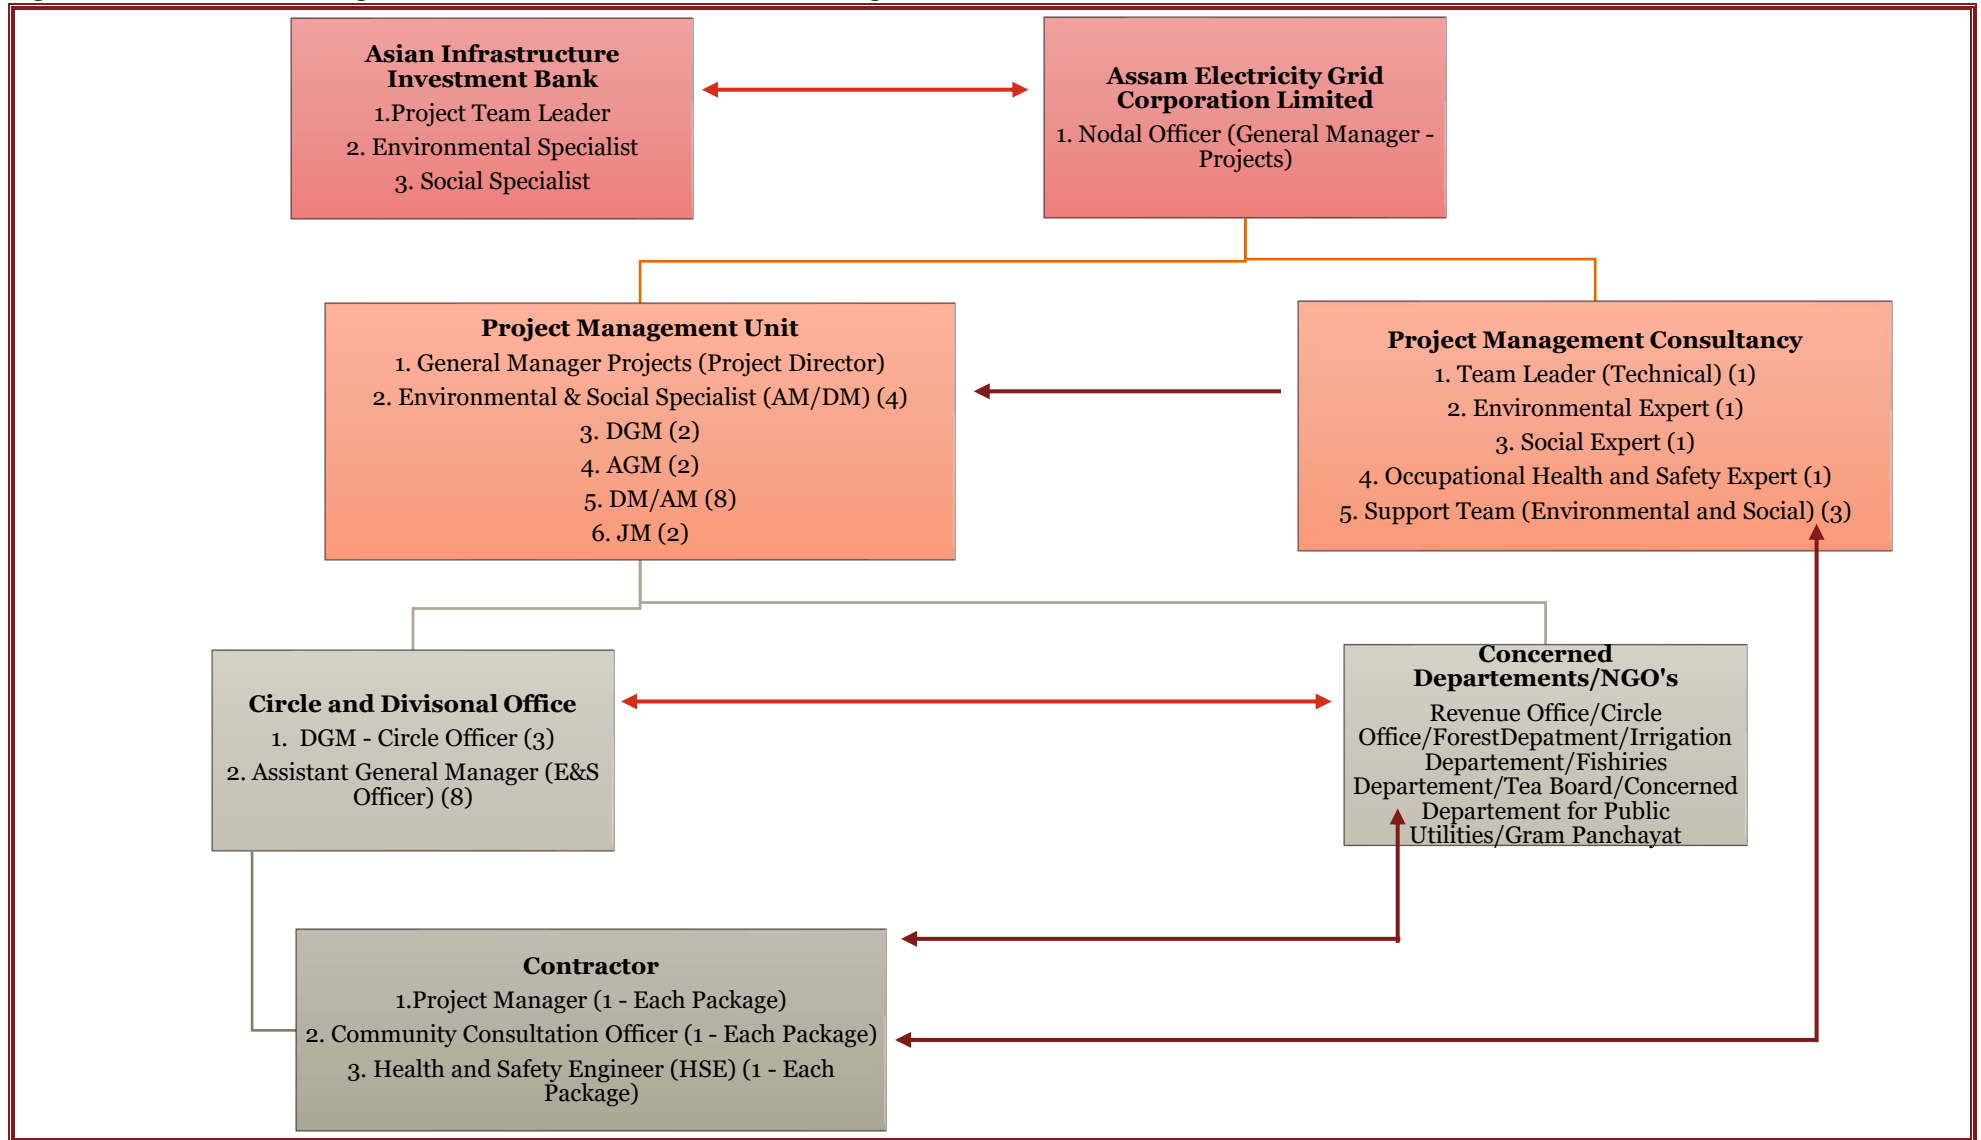 Asian Infrastructure
Investment Bank
1.Project Team Leader
2. Environmental Specialist
3. Social Specialist
Assam Electricity Grid
Corporation Limited
1. Nodal Officer (General Manager -
Projects)
Project Management Unit
1. General Manager Projects (Project Director)
2. Environmental & Social Specialist (AM/DM) (4)
3. DGM (2)
4. AGM (2)
5. DM/AM (8)
6. JM (2)
Project Management Consultancy
1. Team Leader (Technical) (1)
2. Environmental Expert (1)
3. Social Expert (1)
4. Occupational Health and Safety Expert (1)
5. Support Team (Environmental and Social) (3)
Circle and Divisonal Office
1. DGM - Circle Officer (3)
2. Assistant General Manager (E&S
Officer) (8)
Concerned
Departements/NGO's
Revenue Office/Circle
Office/ForestDepatment/Irrigation
Departement/Fishiries
Departement/Tea Board/Concerned
Departement for Public
Utilities/Gram Panchayat
Contractor
1.Project Manager (1 - Each Package)
2. Community Consultation Officer (1 - Each Package)
3. Health and Safety Engineer (HSE) (1 - Each
Package)